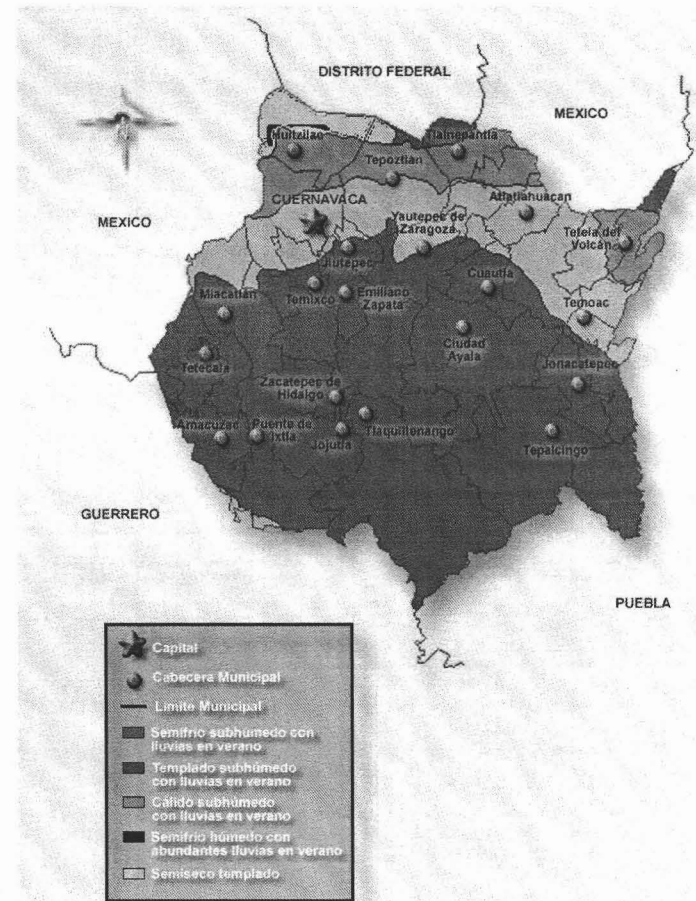 DISTRITO FEDERAL
MEXICO
Huitzilac
Tlalnepantla
Tepoztlán
CUERNAVACA
Atlatlahuacan
MEXICO
Yautepec de
Zaragoza
Tetela del
Volcán
Jiutepec
Cuautla
Miacatlán
Temixco
Emiliano
Zapata
Temoac
Ciudad
Ayala
Tetecala
Jonacatepec
Zacatepec de
Hidalgo
Amacuzac
Puente de
Ixtla
Tlaquiltenango
Jojutla
Tepalcingo
GUERRERO
PUEBLA
Capital
Cabecera Municipal
Limite Municipal
Semifrio subhúmedo con
lluvias en verano
Templado subhúmedo
con lluvias en verano
Cálido subhúmedo
con lluvias en verano
Semifrio húmedo con
abundantes lluvias en verano
Semiseco templado